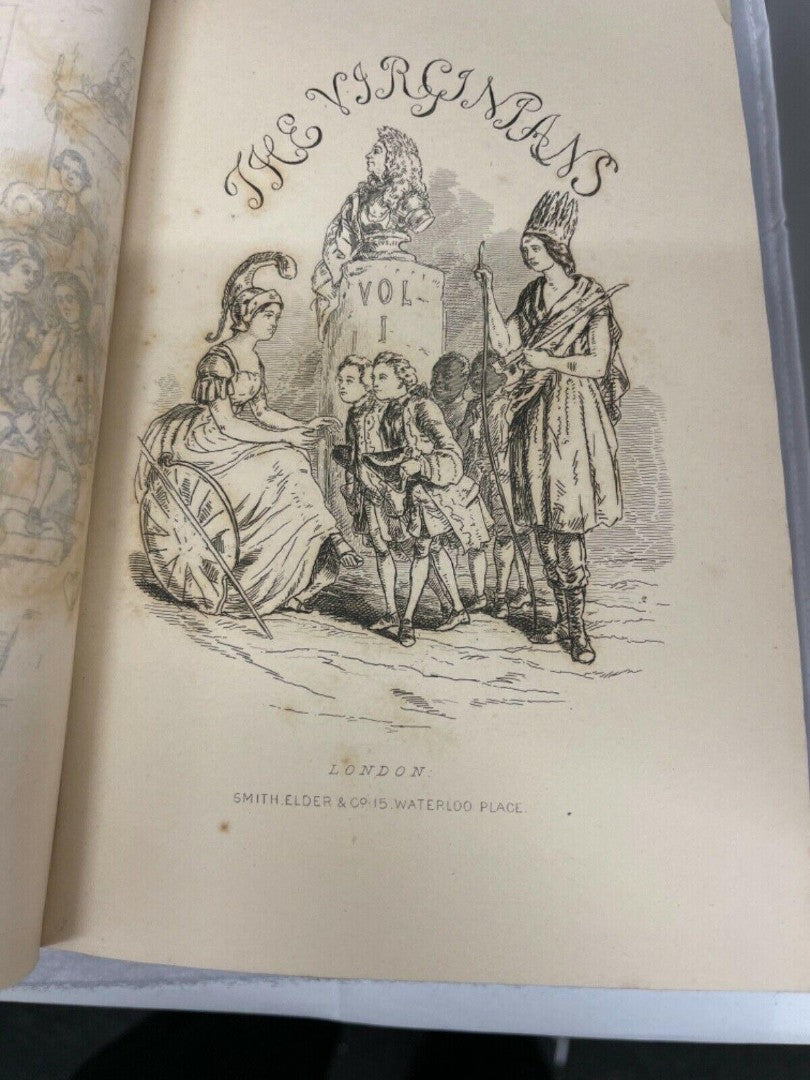 THE VIRGINIANS
VOL
I
LONDON:
SMITH. ELDER & Co. 15. WATERLOO PLACE.